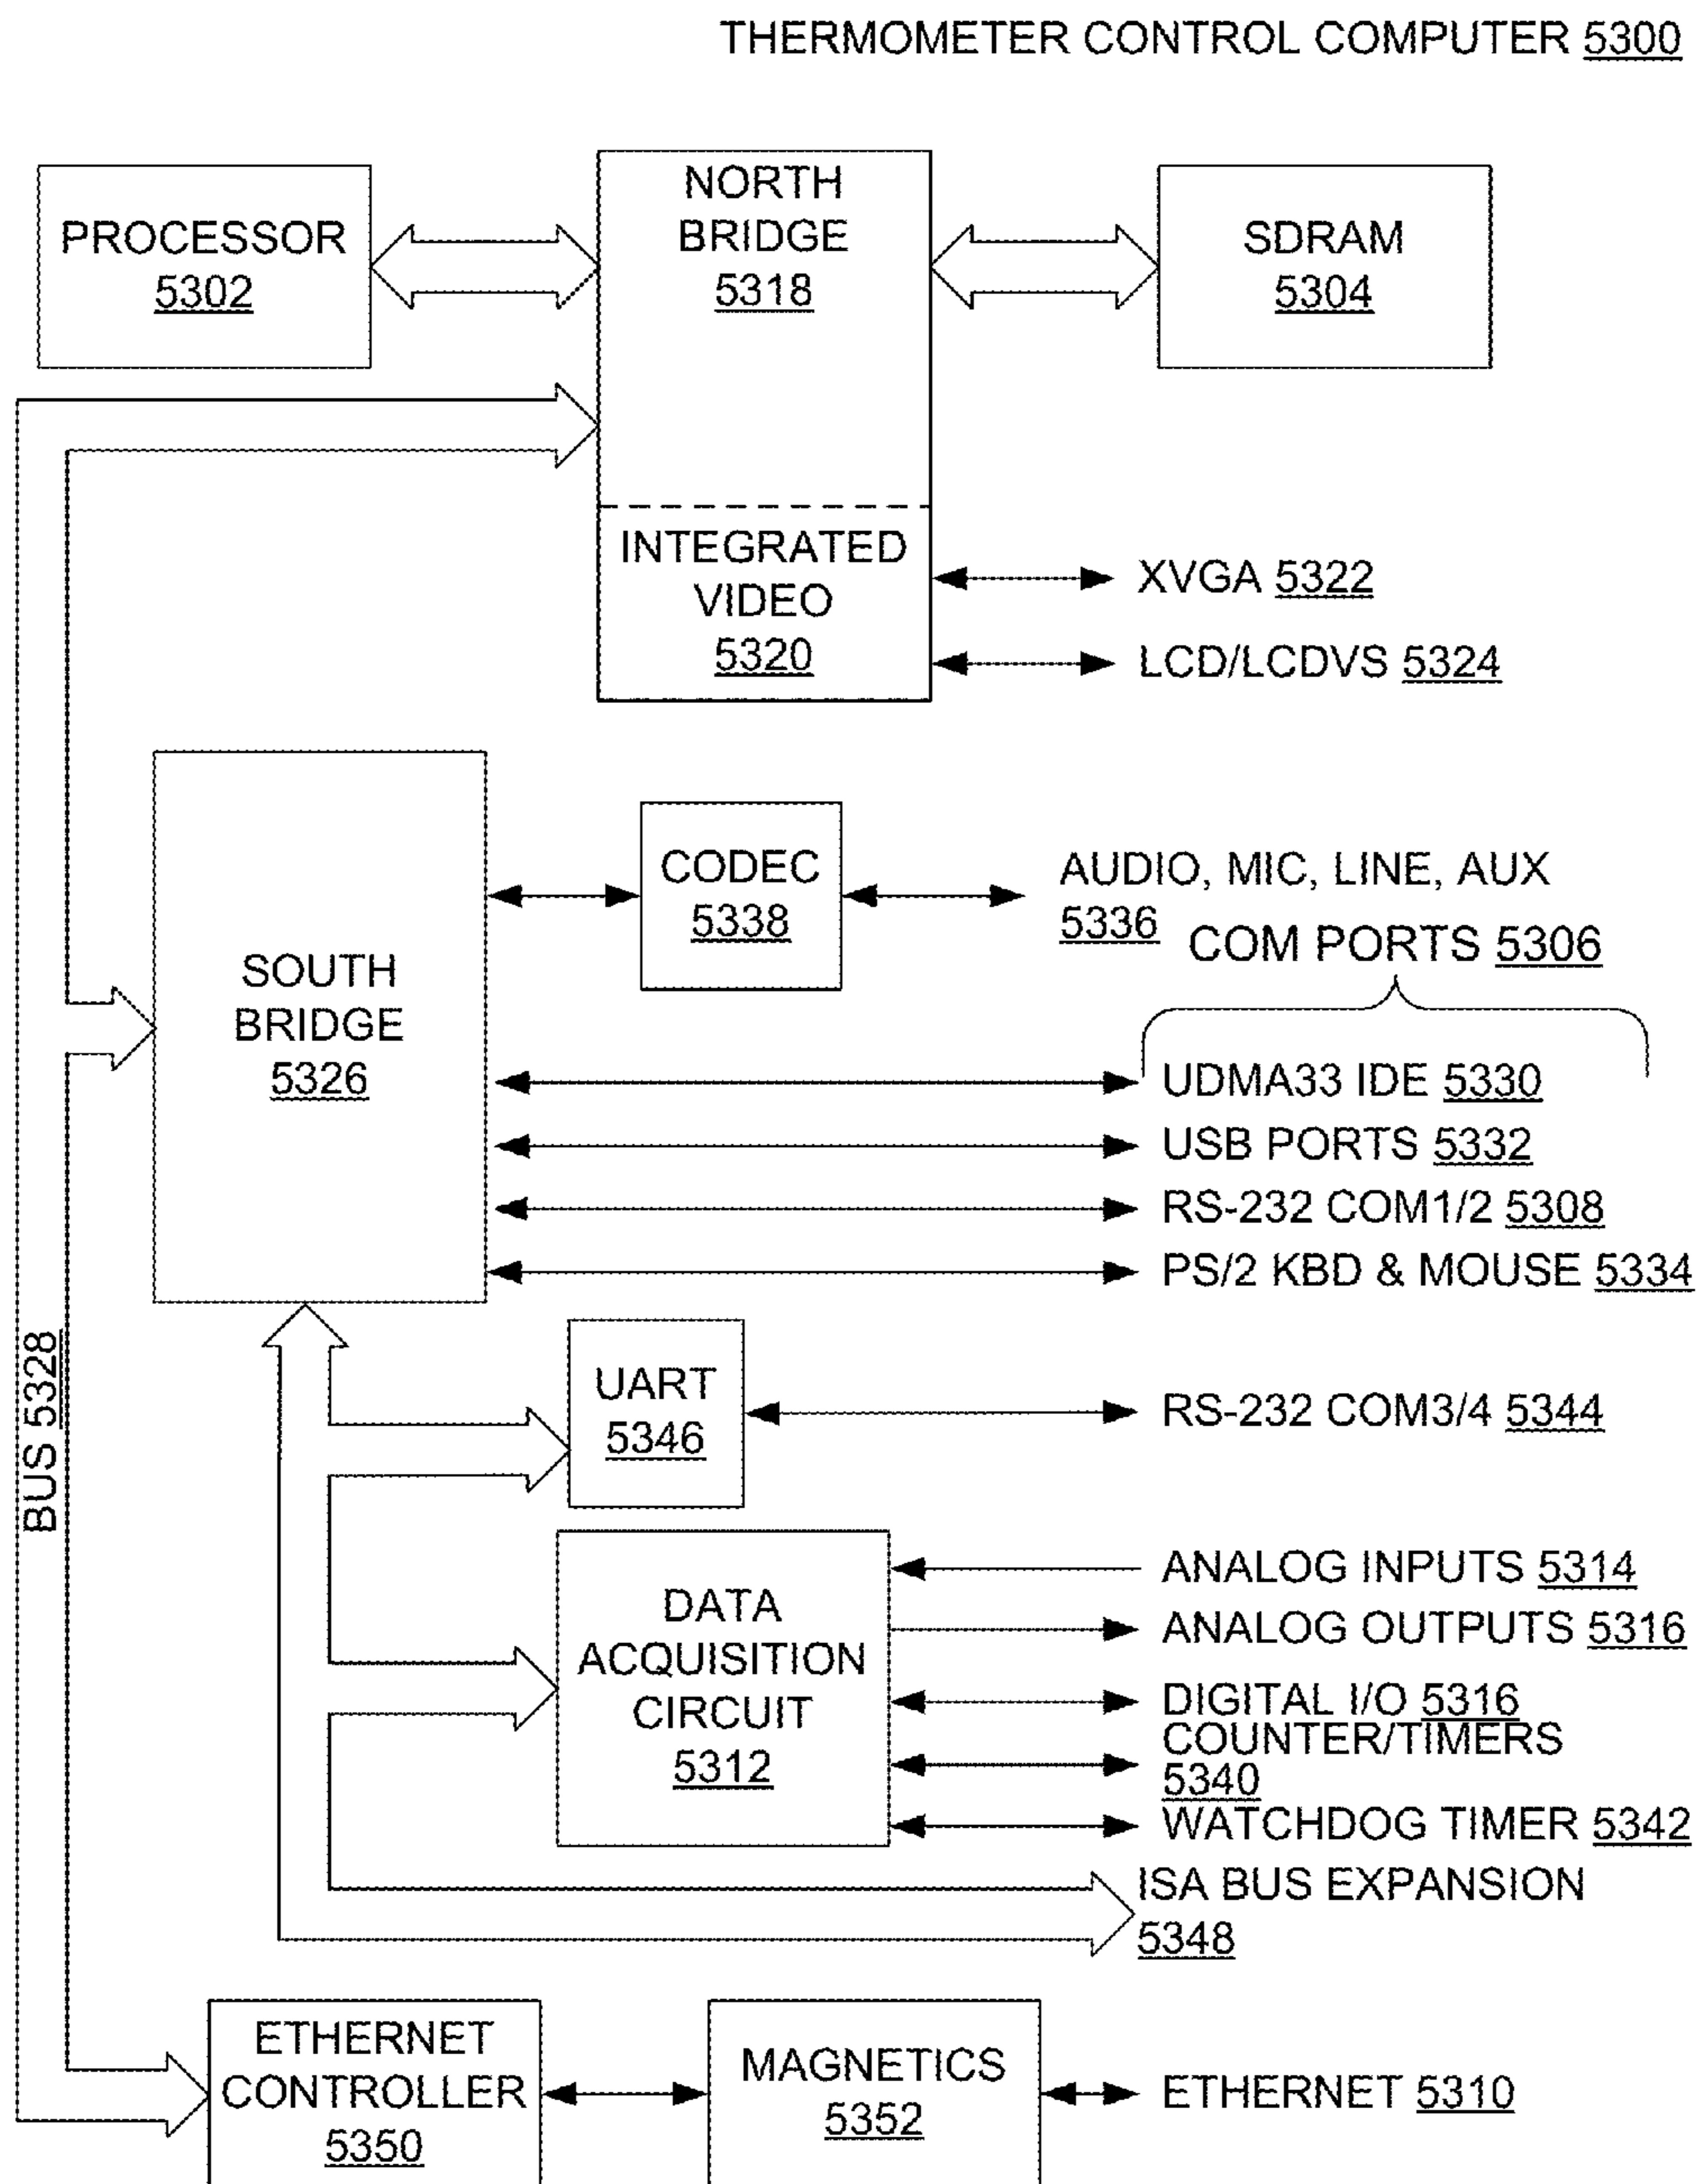 THERMOMETER CONTROL COMPUTER 5300
PROCESSOR
5302
NORTH
BRIDGE
5318
SDRAM
5304
INTEGRATED
VIDEO
5320
XVGA 5322
LCD/LCDVS 5324
SOUTH
BRIDGE
5326
CODEC
5338
AUDIO, MIC, LINE, AUX
5336
COM PORTS 5306
UDMA33 IDE 5330
USB PORTS 5332
RS-232 COM1/2 5308
PS/2 KBD & MOUSE 5334
BUS 5328
UART
5346
RS-232 COM3/4 5344
DATA
ACQUISITION
CIRCUIT
5312
ANALOG INPUTS 5314
ANALOG OUTPUTS 5316
DIGITAL I/O 5316
COUNTER/TIMERS
5340
WATCHDOG TIMER 5342
ISA BUS EXPANSION
5348
ETHERNET
CONTROLLER
5350
MAGNETICS
5352
ETHERNET 5310